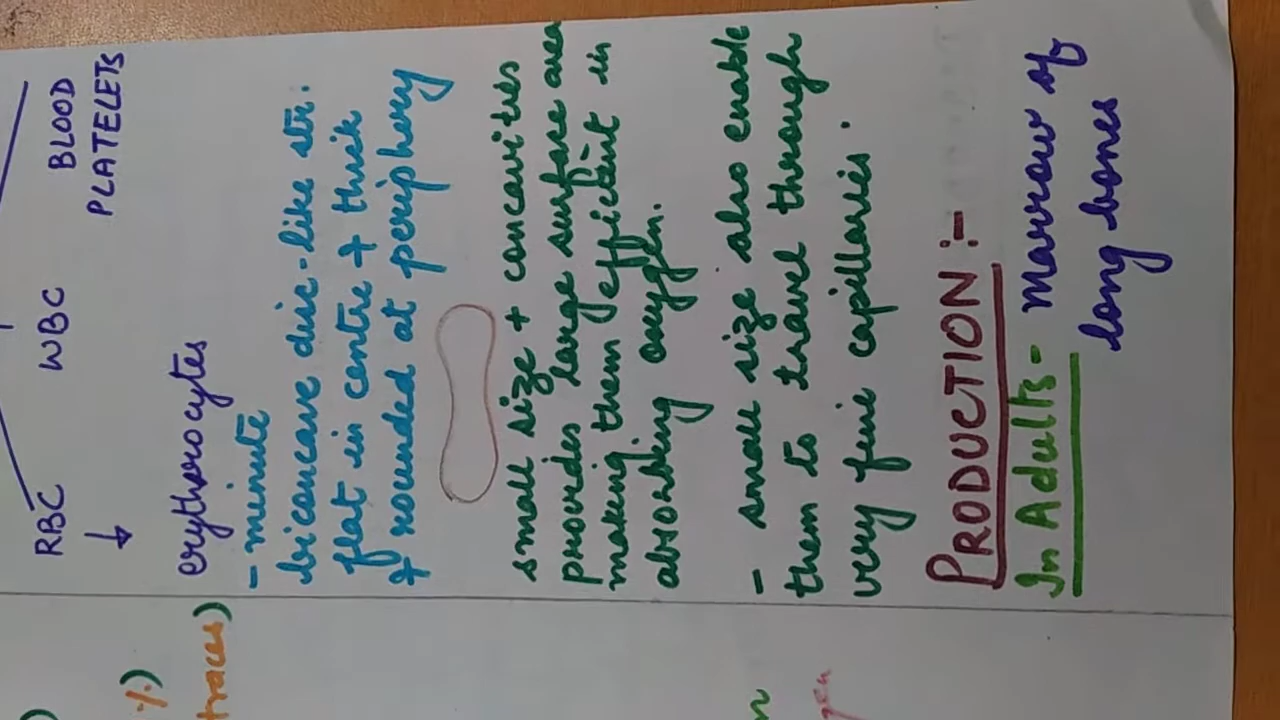 RBC WBC BLOOD
PLATELETS
erythrocytes
- minute
biconcave disc-like str.
flat in centre + thick
+ rounded at periphery
small size + concavities
provides large surface area
making them efficient in
absorbing oxygen.
- small size also enable
them to travel through
very fine capillaries.
PRODUCTION :-
In Adults - Marrow of
long bones
%)
traces)